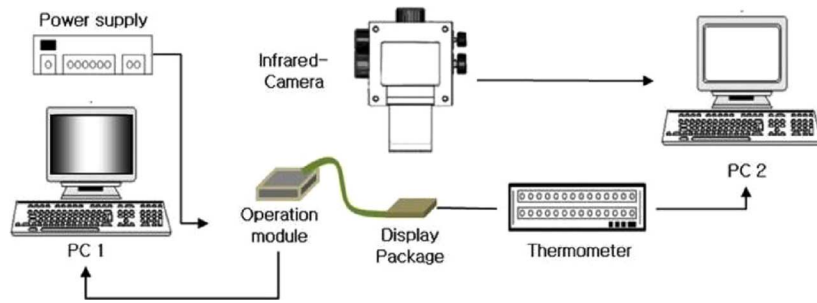 Power supply
Infrared-
Camera
PC 1
Operation
module
Display
Package
Thermometer
PC 2